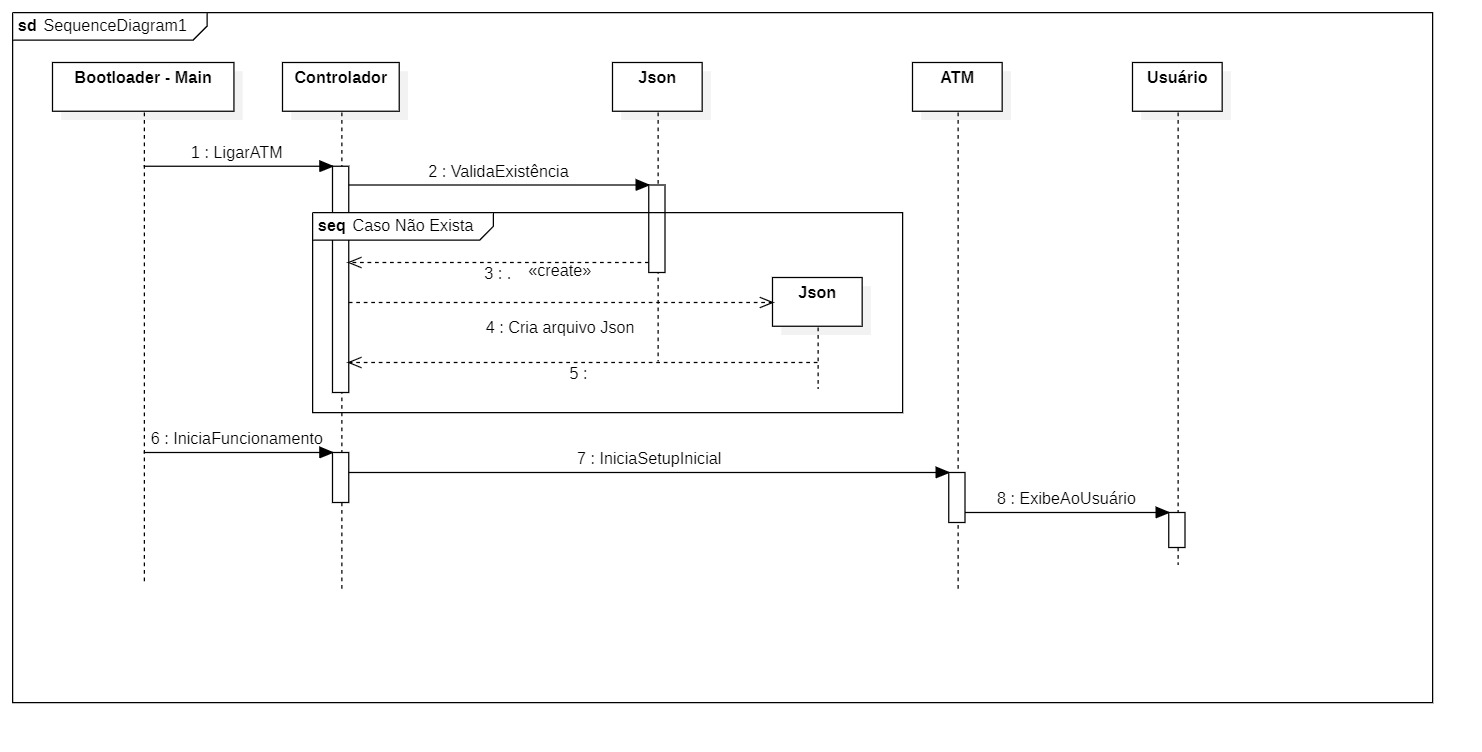 sd SequenceDiagram1
Bootloader - Main
Controlador
Json
ATM
Usuário
1 : LigarATM
2 : ValidaExistência
seq Caso Não Exista
3 : .
«create»
Json
4 : Cria arquivo Json
5 :
6 : IniciaFuncionamento
7 : IniciaSetupInicial
8 : ExibeAoUsuário